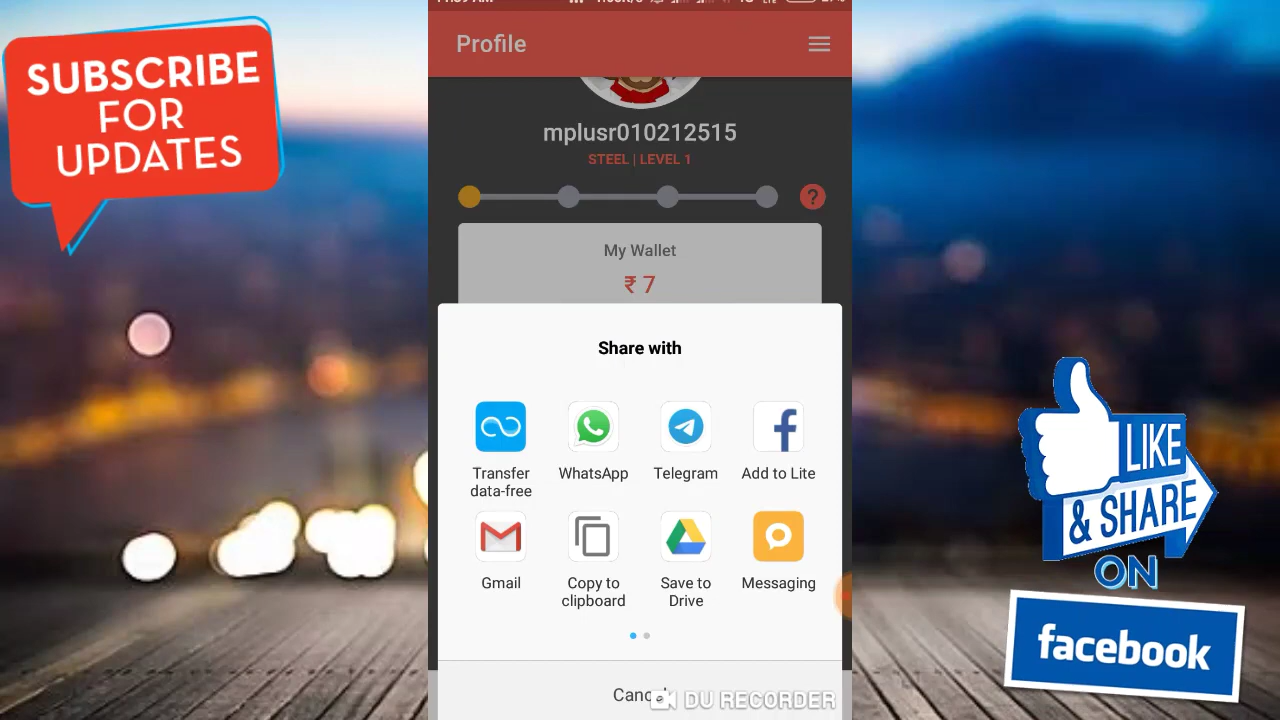 SUBSCRIBE
FOR
UPDATES
Profile
mplusr010212515
STEEL | LEVEL 1
?
My Wallet
₹ 7
Share with
Transfer
data-free
WhatsApp
Telegram
Add to Lite
Gmail
Copy to
clipboard
Save to
Drive
Messaging
DU RECORDER
LIKE
& SHARE
ON
facebook